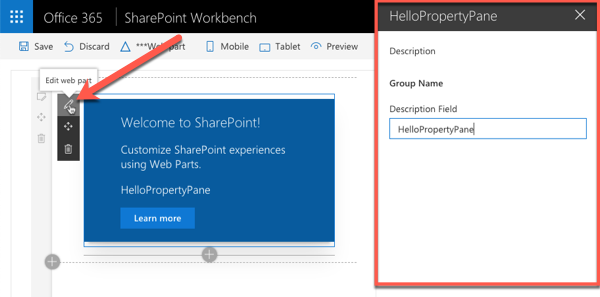 Office 365
SharePoint Workbench
HelloPropertyPane
Save
Discard
***Web part
Mobile
Tablet
Preview
Edit web part
Welcome to SharePoint!
Customize SharePoint experiences
using Web Parts.
HelloPropertyPane
Learn more
Description
Group Name
Description Field
HelloPropertyPane